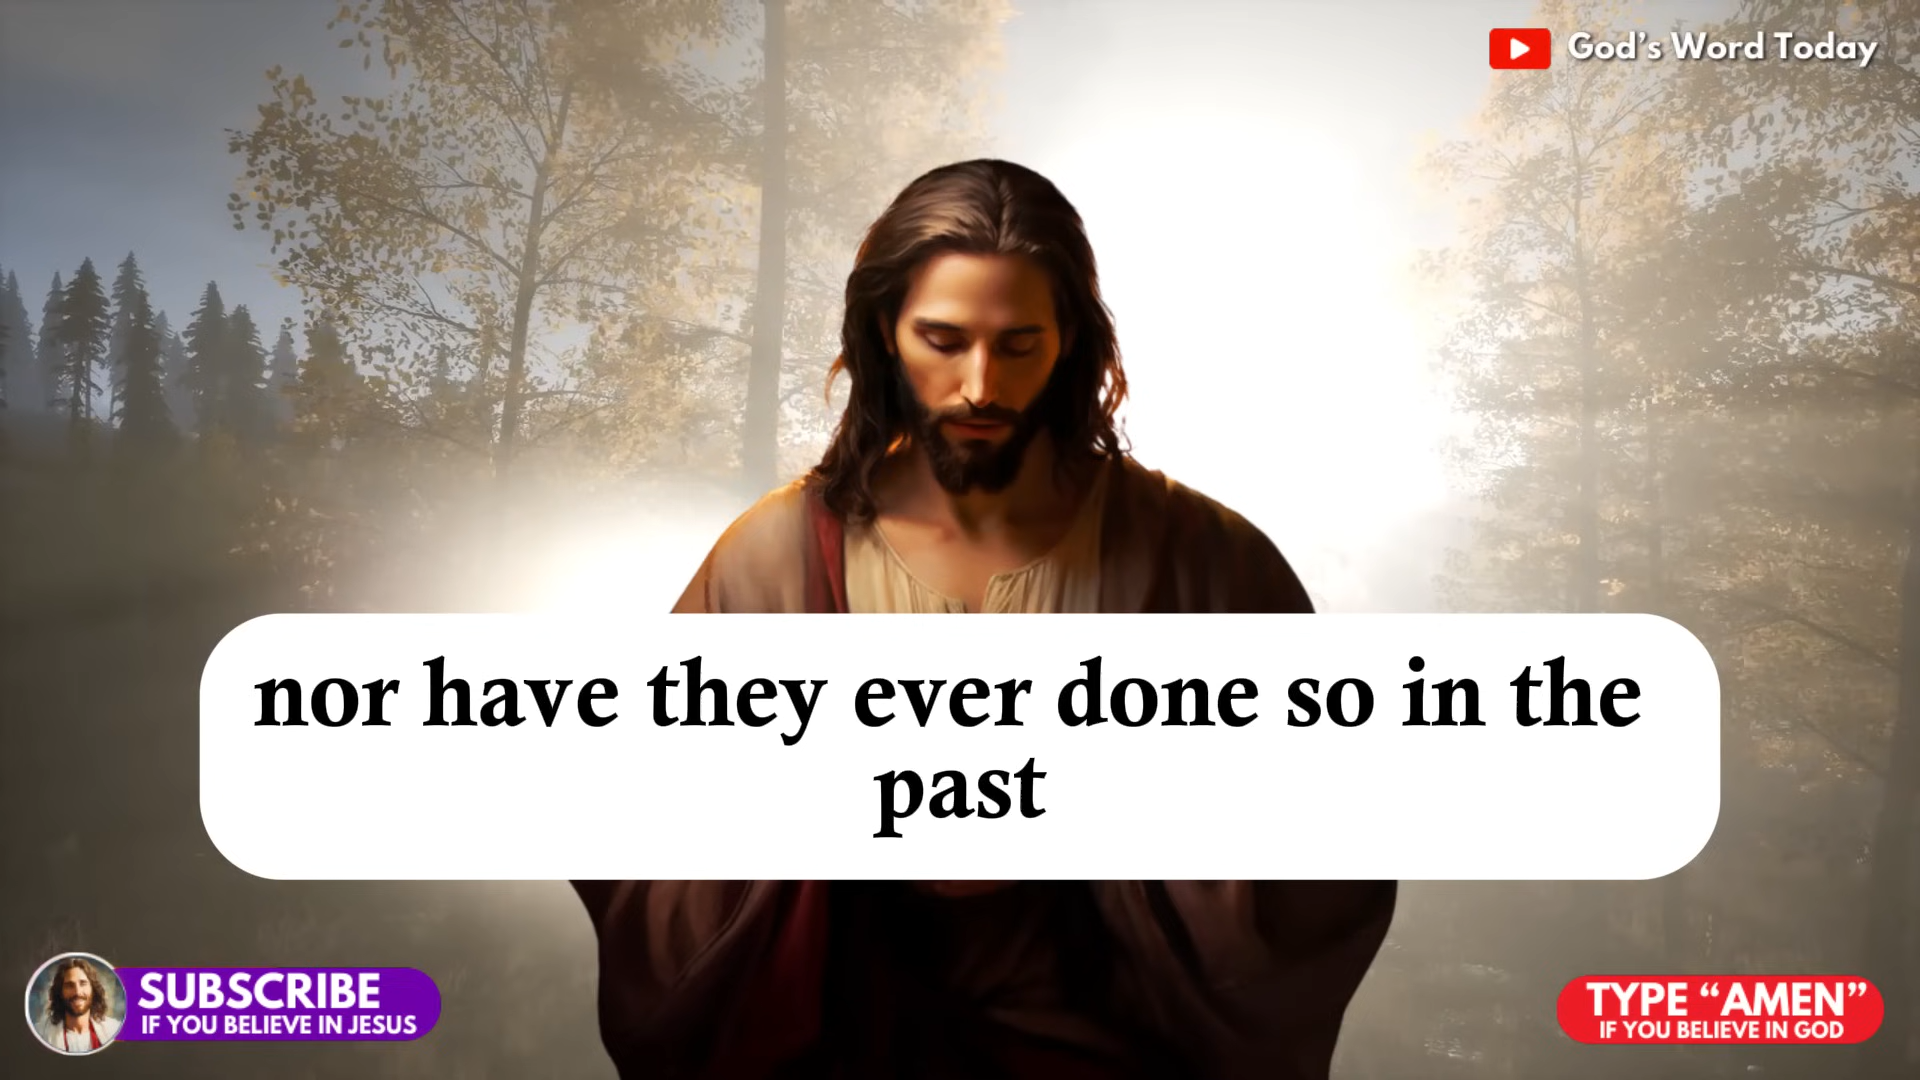 God's Word Today
nor have they ever done so in the
past
SUBSCRIBE
IF YOU BELIEVE IN JESUS
TYPE “AMEN”
IF YOU BELIEVE IN GOD